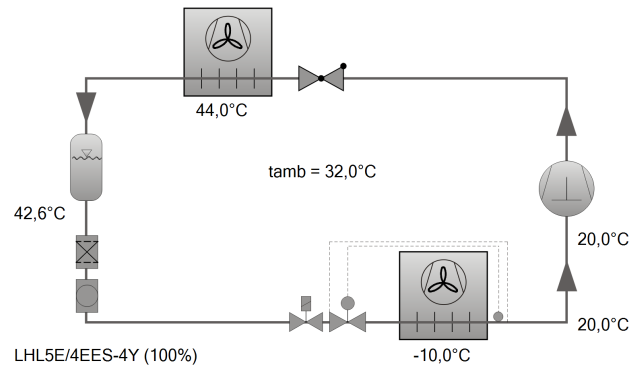 44,0°C
tamb = 32,0°C
42,6°C
20,0°C
20,0°C
LHL5E/4EES-4Y (100%)
-10,0°C